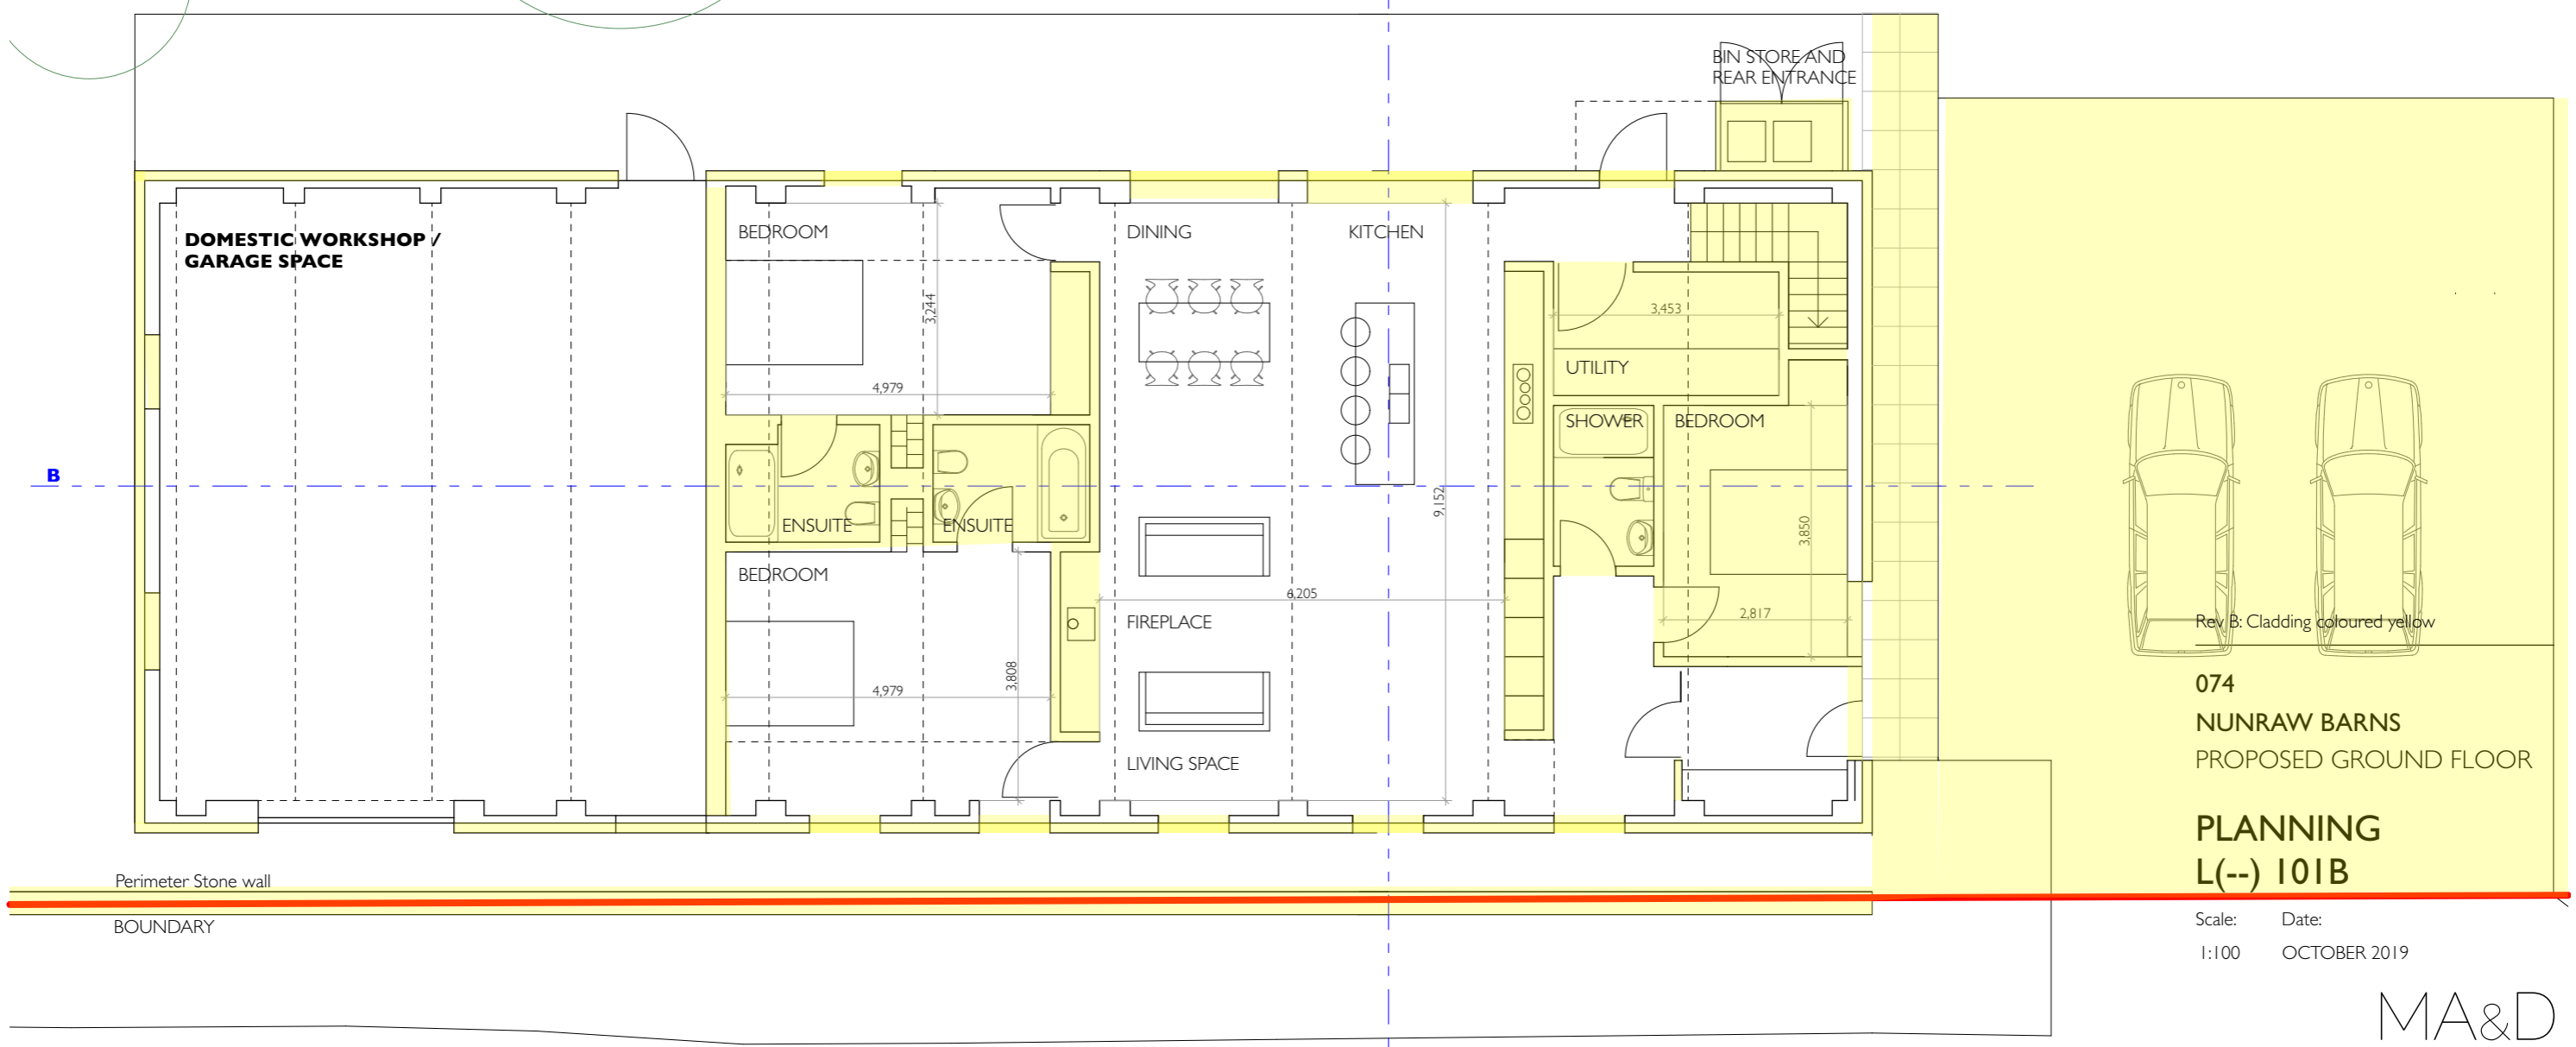 BIN STORE AND
REAR ENTRANCE
DOMESTIC WORKSHOP /
GARAGE SPACE
BEDROOM
DINING
KITCHEN
3,244
3,453
UTILITY
4,979
SHOWER
BEDROOM
B
9,152
ENSUITE
ENSUITE
3,850
BEDROOM
6,205
FIREPLACE
2,817
Rev B: Cladding coloured yellow
3,808
4,979
LIVING SPACE
074
NUNRAW BARNS
PROPOSED GROUND FLOOR
PLANNING
L(--) 101B
Perimeter Stone wall
BOUNDARY
Scale: Date:
1:100 OCTOBER 2019
MA&D